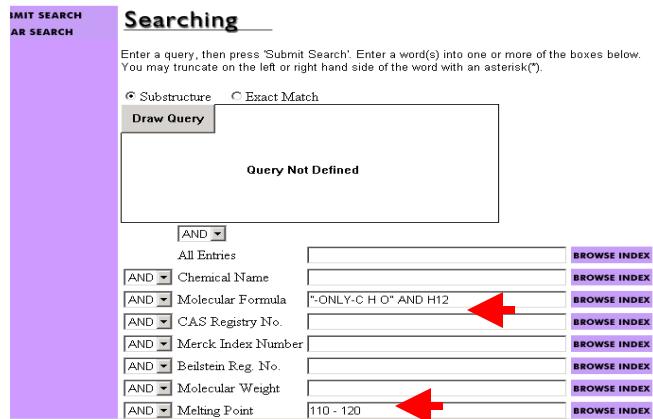 BMIT SEARCH
AR SEARCH
Searching
Enter a query, then press 'Submit Search'. Enter a word(s) into one or more of the boxes below.
You may truncate on the left or right hand side of the word with an asterisk(*).
Substructure Exact Match
Draw Query
Query Not Defined
AND
All Entries BROWSE INDEX
AND Chemical Name BROWSE INDEX
AND Molecular Formula "-ONLY-C H O" AND H12 BROWSE INDEX
AND CAS Registry No. BROWSE INDEX
AND Merck Index Number BROWSE INDEX
AND Beilstein Reg. No. BROWSE INDEX
AND Molecular Weight BROWSE INDEX
AND Melting Point 110 - 120 BROWSE INDEX